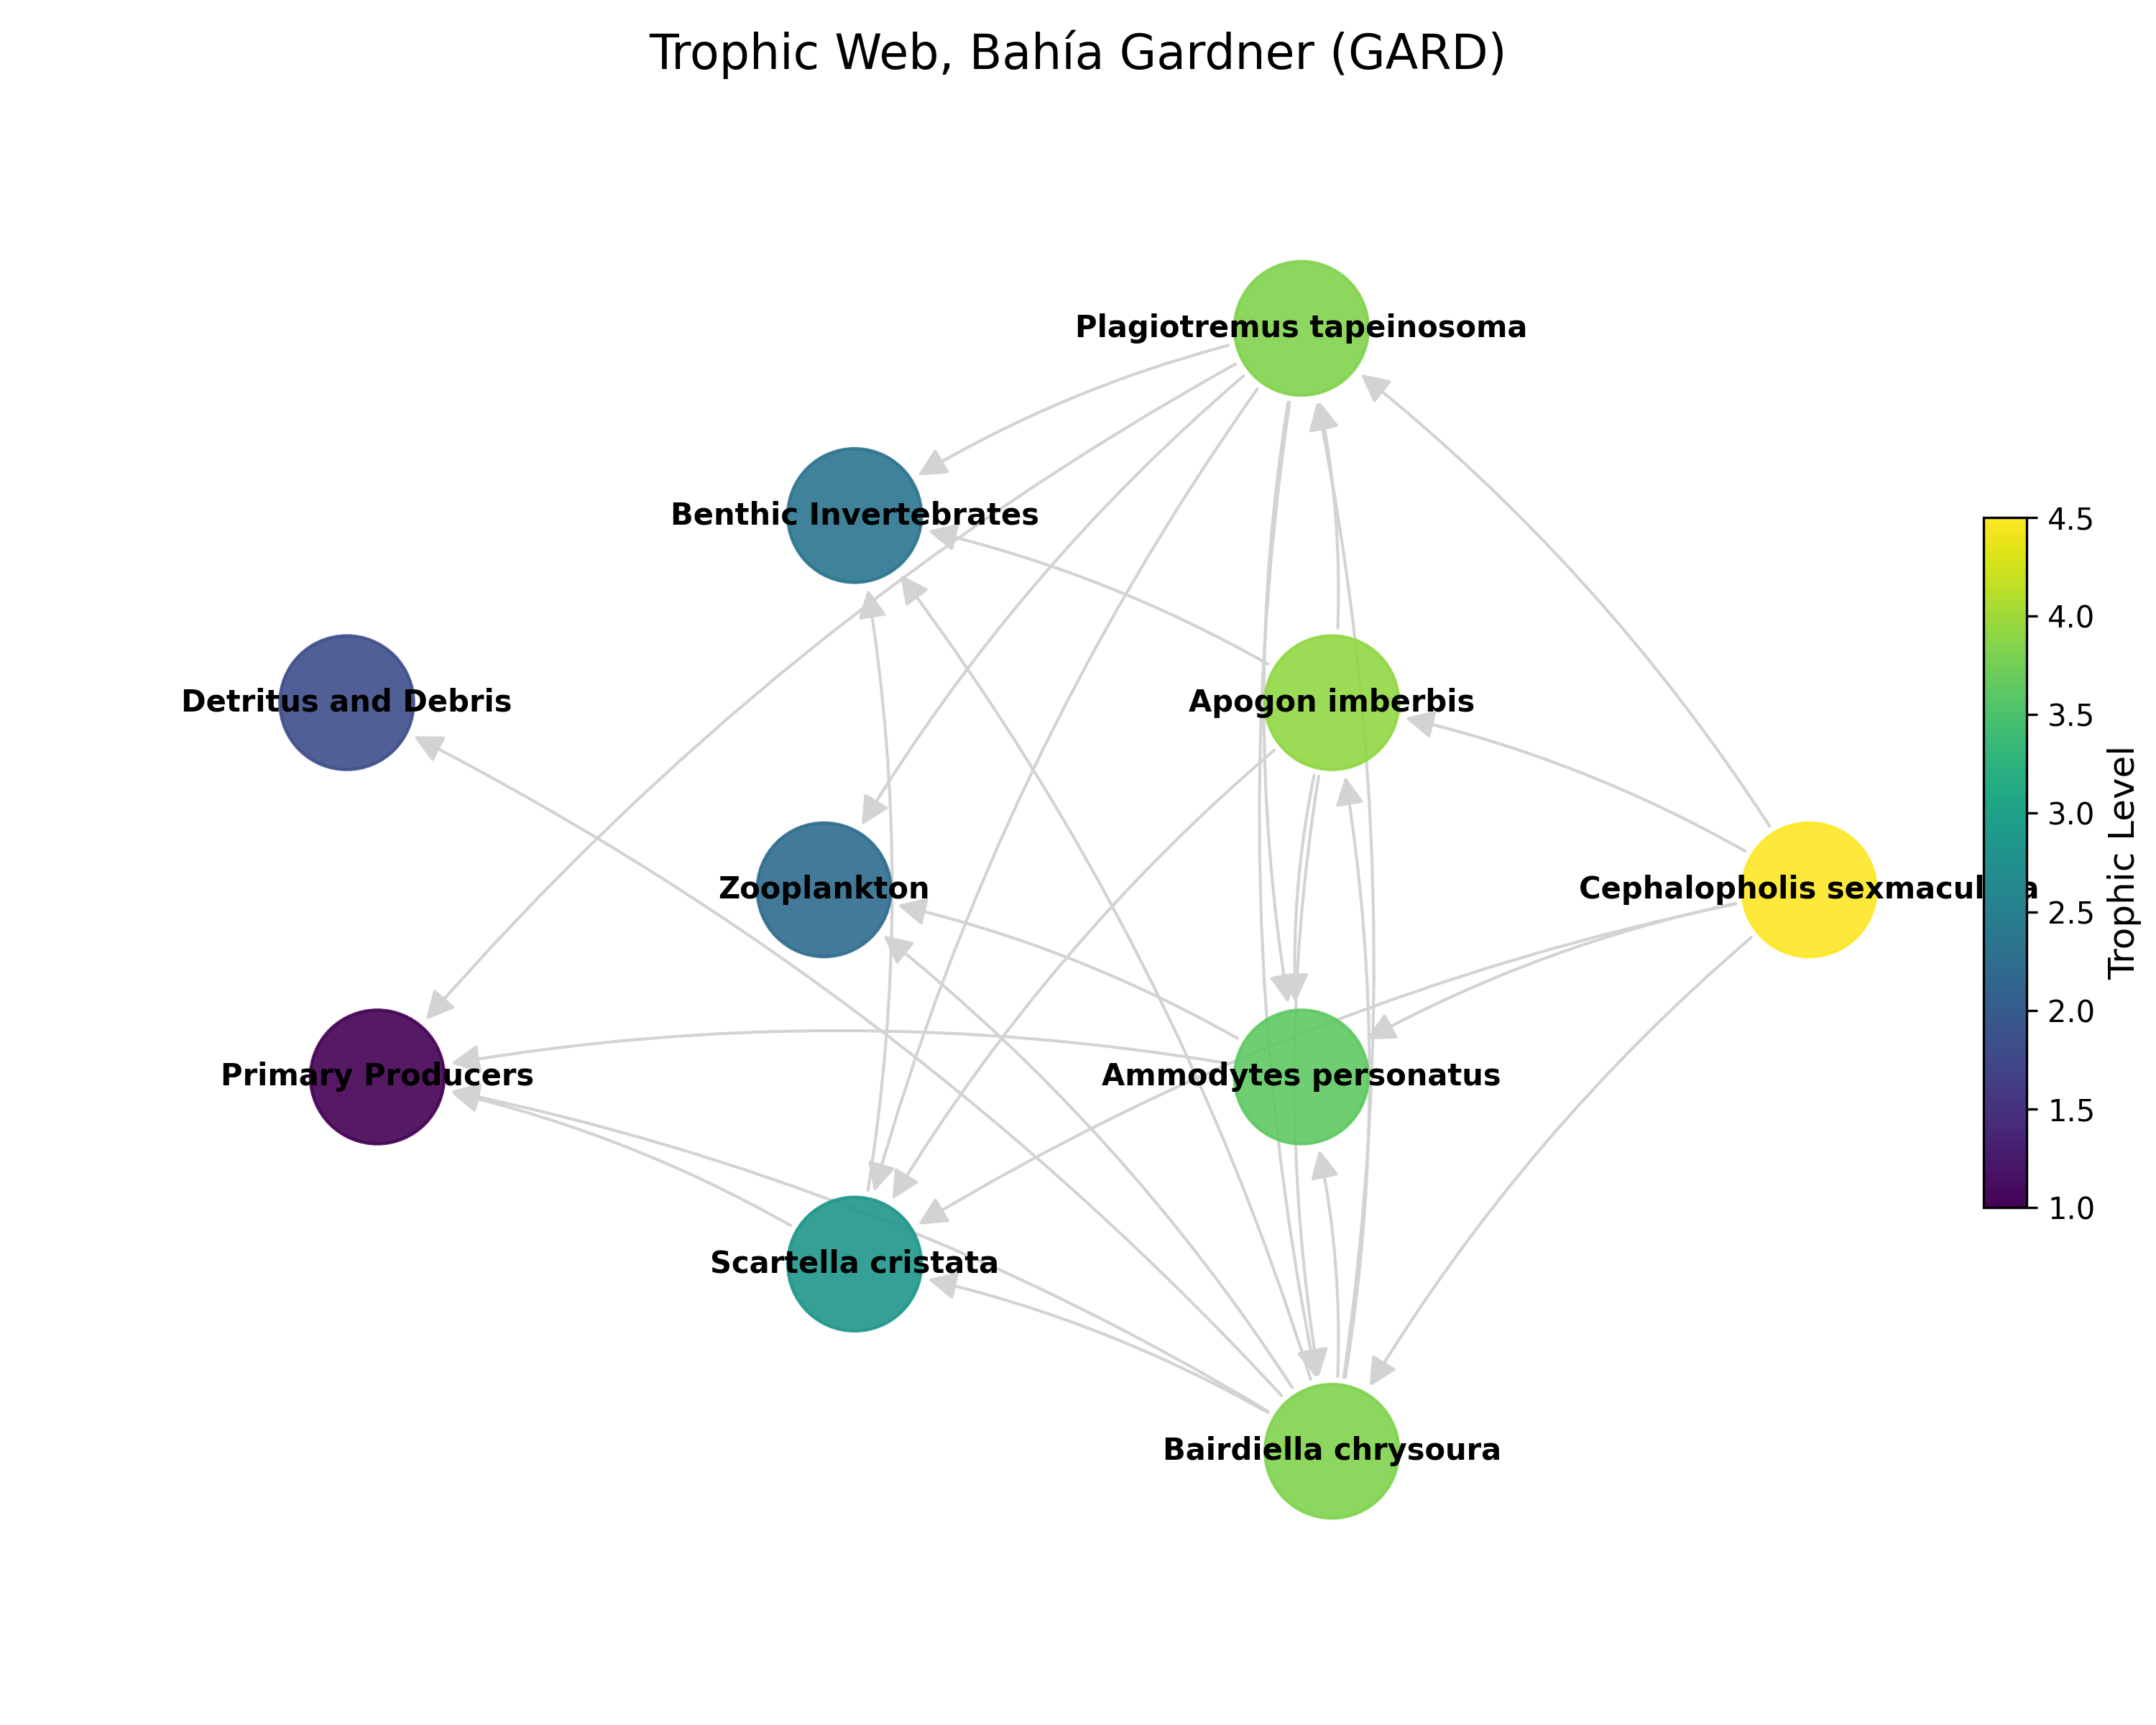 Trophic Web, Bahía Gardner (GARD)
Plagiotremus tapeinosoma
Benthic Invertebrates
Detritus and Debris
Apogon imberbis
Zooplankton
Cephalopholis
Primary Producers
Ammodytes personatus
Scartella cristata
Bairdiella chrysoura
4.5
4.0
3.5
3.0
2.5
2.0
1.5
1.0
Trophic Level